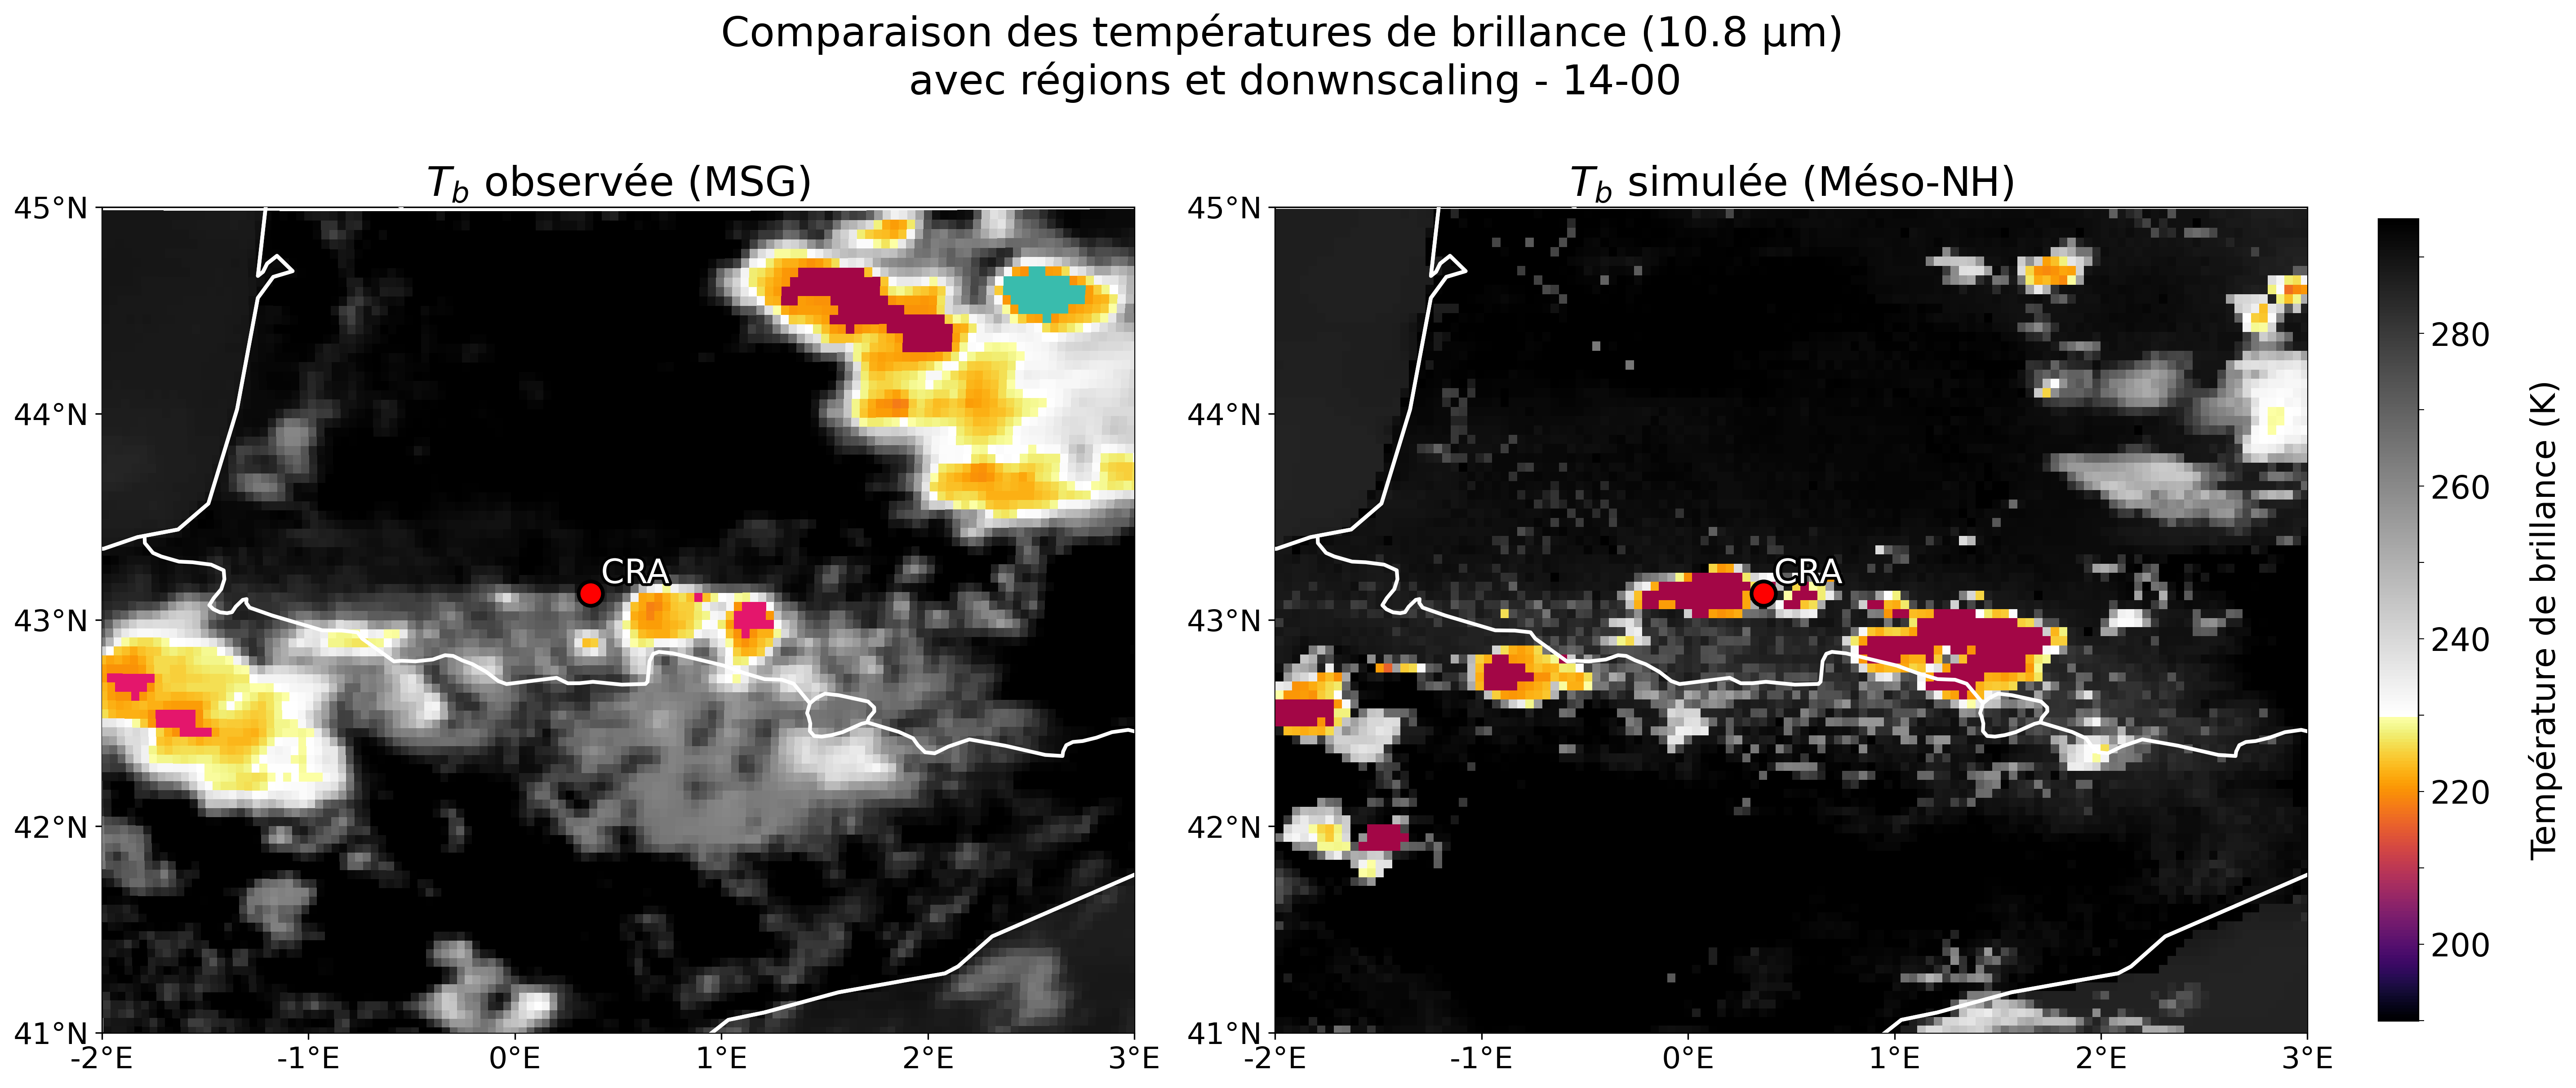 Comparaison des températures de brillance (10.8 µm)
avec régions et donwnscaling - 14-00
T_b observée (MSG)
T_b simulée (Méso-NH)
45°N
44°N
43°N
42°N
41°N
-2°E
-1°E
0°E
1°E
2°E
3°E
CRA
45°N
44°N
43°N
42°N
41°N
-2°E
-1°E
0°E
1°E
2°E
3°E
CRA
280
260
240
220
200
Température de brillance (K)